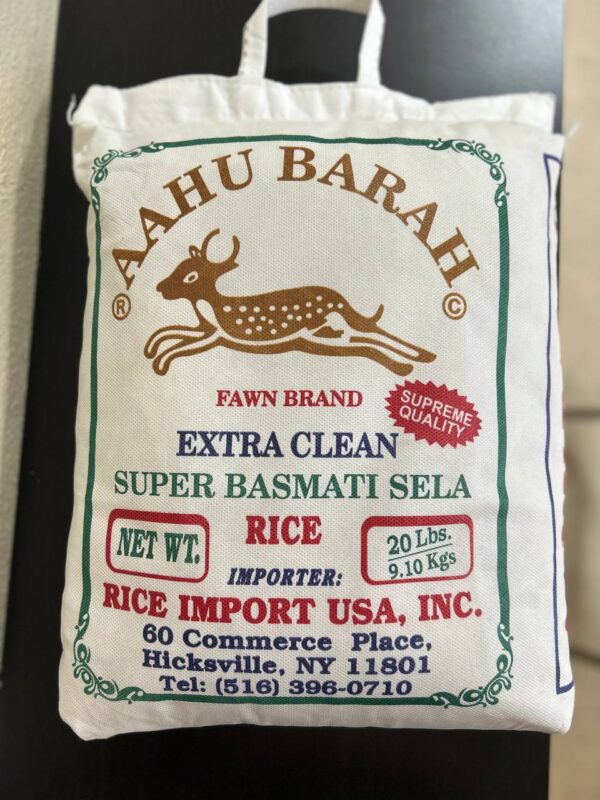 AAHU BARAH
® ©
FAWN BRAND
SUPREME
QUALITY
EXTRA CLEAN
SUPER BASMATI SELA
RICE
NET WT.
20 Lbs.
9.10 Kgs
IMPORTER:
RICE IMPORT USA, INC.
60 Commerce Place,
Hicksville, NY 11801
Tel: (516) 396-0710